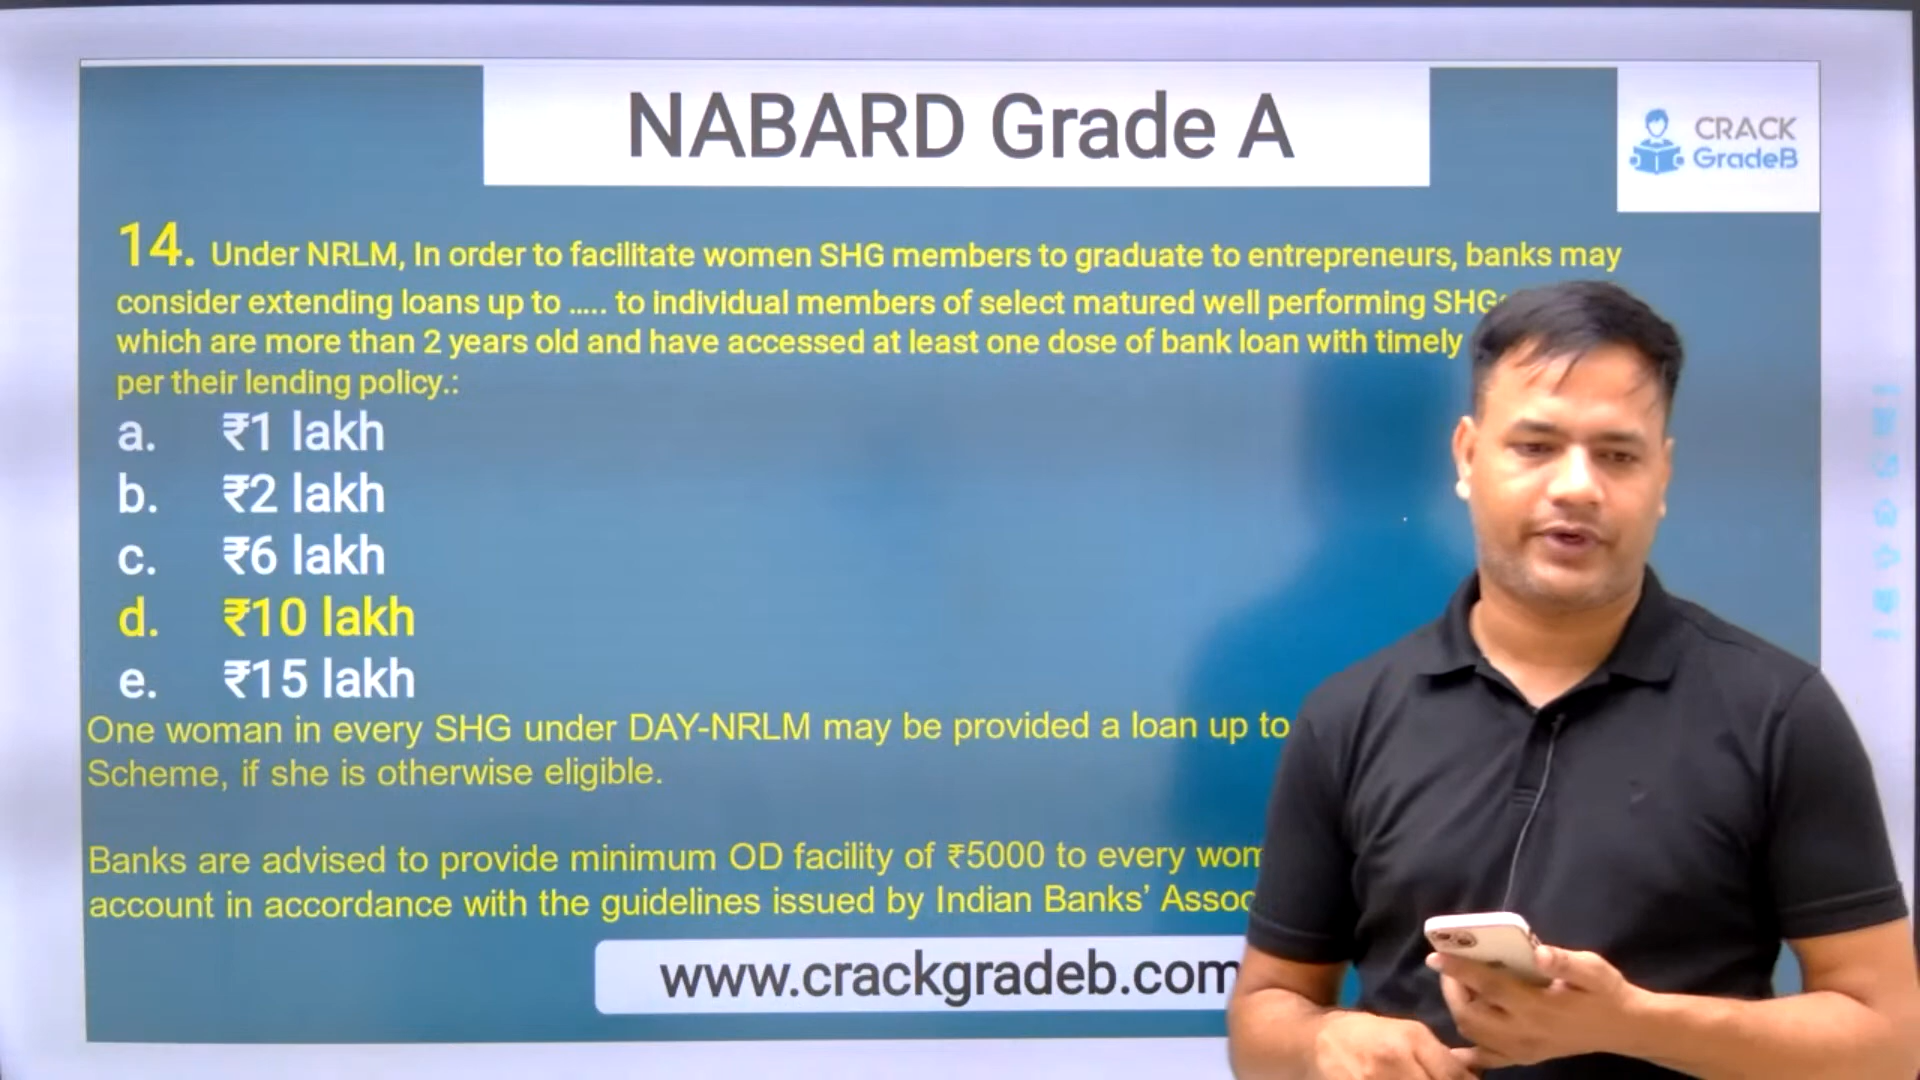 NABARD Grade A
CRACK
GradeB
14. Under NRLM, In order to facilitate women SHG members to graduate to entrepreneurs, banks may
consider extending loans up to ..... to individual members of select matured well performing
which are more than 2 years old and have accessed at least one dose of bank loan with timely
per their lending policy.:
a. ₹1 lakh
b. ₹2 lakh
c. ₹6 lakh
d. ₹10 lakh
e. ₹15 lakh
One woman in every SHG under DAY-NRLM may be provided a loan up to
Scheme, if she is otherwise eligible.
Banks are advised to provide minimum OD facility of ₹5000 to every
account in accordance with the guidelines issued by Indian Banks’
www.crackgradeb.com